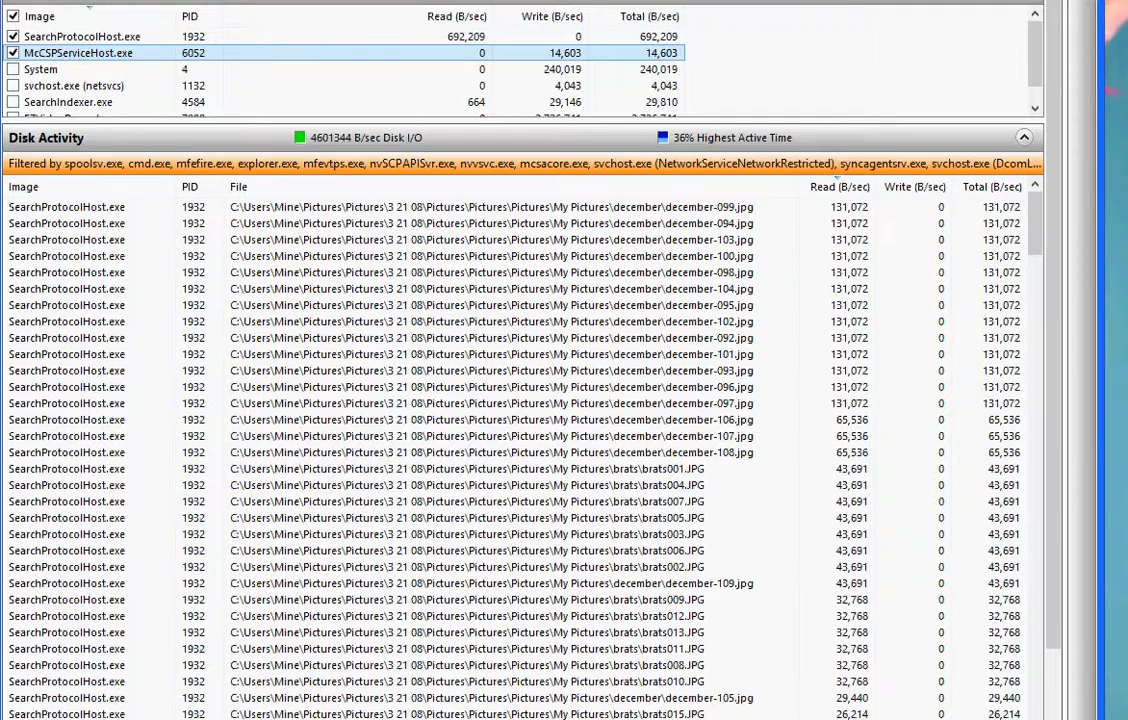 Image PID Read (B/sec) Write (B/sec) Total (B/sec)
SearchProtocolHost.exe 1932 692,209 0 692,209
McCSPServiceHost.exe 6052 0 14,603 14,603
System 4 0 240,019 240,019
svchost.exe (netsvcs) 1132 0 4,043 4,043
SearchIndexer.exe 4584 664 29,146 29,810
Disk Activity 4601344 B/sec Disk I/O 36% Highest Active Time
Filtered by spoolsv.exe, cmd.exe, mfefire.exe, explorer.exe, mfevtps.exe, nvSCPAPISvr.exe, nvvsvc.exe, mcsacore.exe, svchost.exe (NetworkServiceNetworkRestricted), syncagentsrv.exe, svchost.exe (DcomL...
Image PID File Read (B/sec) Write (B/sec) Total (B/sec)
SearchProtocolHost.exe 1932 C:\Users\Mine\Pictures\Pictures\3 21 08\Pictures\Pictures\Pictures\My Pictures\december\december-099.jpg 131,072 0 131,072
SearchProtocolHost.exe 1932 C:\Users\Mine\Pictures\Pictures\3 21 08\Pictures\Pictures\Pictures\My Pictures\december\december-094.jpg 131,072 0 131,072
SearchProtocolHost.exe 1932 C:\Users\Mine\Pictures\Pictures\3 21 08\Pictures\Pictures\Pictures\My Pictures\december\december-103.jpg 131,072 0 131,072
SearchProtocolHost.exe 1932 C:\Users\Mine\Pictures\Pictures\3 21 08\Pictures\Pictures\Pictures\My Pictures\december\december-100.jpg 131,072 0 131,072
SearchProtocolHost.exe 1932 C:\Users\Mine\Pictures\Pictures\3 21 08\Pictures\Pictures\Pictures\My Pictures\december\december-098.jpg 131,072 0 131,072
SearchProtocolHost.exe 1932 C:\Users\Mine\Pictures\Pictures\3 21 08\Pictures\Pictures\Pictures\My Pictures\december\december-104.jpg 131,072 0 131,072
SearchProtocolHost.exe 1932 C:\Users\Mine\Pictures\Pictures\3 21 08\Pictures\Pictures\Pictures\My Pictures\december\december-095.jpg 131,072 0 131,072
SearchProtocolHost.exe 1932 C:\Users\Mine\Pictures\Pictures\3 21 08\Pictures\Pictures\Pictures\My Pictures\december\december-102.jpg 131,072 0 131,072
SearchProtocolHost.exe 1932 C:\Users\Mine\Pictures\Pictures\3 21 08\Pictures\Pictures\Pictures\My Pictures\december\december-092.jpg 131,072 0 131,072
SearchProtocolHost.exe 1932 C:\Users\Mine\Pictures\Pictures\3 21 08\Pictures\Pictures\Pictures\My Pictures\december\december-101.jpg 131,072 0 131,072
SearchProtocolHost.exe 1932 C:\Users\Mine\Pictures\Pictures\3 21 08\Pictures\Pictures\Pictures\My Pictures\december\december-093.jpg 131,072 0 131,072
SearchProtocolHost.exe 1932 C:\Users\Mine\Pictures\Pictures\3 21 08\Pictures\Pictures\Pictures\My Pictures\december\december-096.jpg 131,072 0 131,072
SearchProtocolHost.exe 1932 C:\Users\Mine\Pictures\Pictures\3 21 08\Pictures\Pictures\Pictures\My Pictures\december\december-097.jpg 131,072 0 131,072
SearchProtocolHost.exe 1932 C:\Users\Mine\Pictures\Pictures\3 21 08\Pictures\Pictures\Pictures\My Pictures\december\december-106.jpg 65,536 0 65,536
SearchProtocolHost.exe 1932 C:\Users\Mine\Pictures\Pictures\3 21 08\Pictures\Pictures\Pictures\My Pictures\december\december-107.jpg 65,536 0 65,536
SearchProtocolHost.exe 1932 C:\Users\Mine\Pictures\Pictures\3 21 08\Pictures\Pictures\Pictures\My Pictures\december\december-108.jpg 65,536 0 65,536
SearchProtocolHost.exe 1932 C:\Users\Mine\Pictures\Pictures\3 21 08\Pictures\Pictures\Pictures\My Pictures\brats\brats001.JPG 43,691 0 43,691
SearchProtocolHost.exe 1932 C:\Users\Mine\Pictures\Pictures\3 21 08\Pictures\Pictures\Pictures\My Pictures\brats\brats004.JPG 43,691 0 43,691
SearchProtocolHost.exe 1932 C:\Users\Mine\Pictures\Pictures\3 21 08\Pictures\Pictures\Pictures\My Pictures\brats\brats007.JPG 43,691 0 43,691
SearchProtocolHost.exe 1932 C:\Users\Mine\Pictures\Pictures\3 21 08\Pictures\Pictures\Pictures\My Pictures\brats\brats005.JPG 43,691 0 43,691
SearchProtocolHost.exe 1932 C:\Users\Mine\Pictures\Pictures\3 21 08\Pictures\Pictures\Pictures\My Pictures\brats\brats003.JPG 43,691 0 43,691
SearchProtocolHost.exe 1932 C:\Users\Mine\Pictures\Pictures\3 21 08\Pictures\Pictures\Pictures\My Pictures\brats\brats006.JPG 43,691 0 43,691
SearchProtocolHost.exe 1932 C:\Users\Mine\Pictures\Pictures\3 21 08\Pictures\Pictures\Pictures\My Pictures\brats\brats002.JPG 43,691 0 43,691
SearchProtocolHost.exe 1932 C:\Users\Mine\Pictures\Pictures\3 21 08\Pictures\Pictures\Pictures\My Pictures\december\december-109.jpg 43,691 0 43,691
SearchProtocolHost.exe 1932 C:\Users\Mine\Pictures\Pictures\3 21 08\Pictures\Pictures\Pictures\My Pictures\brats\brats009.JPG 32,768 0 32,768
SearchProtocolHost.exe 1932 C:\Users\Mine\Pictures\Pictures\3 21 08\Pictures\Pictures\Pictures\My Pictures\brats\brats012.JPG 32,768 0 32,768
SearchProtocolHost.exe 1932 C:\Users\Mine\Pictures\Pictures\3 21 08\Pictures\Pictures\Pictures\My Pictures\brats\brats013.JPG 32,768 0 32,768
SearchProtocolHost.exe 1932 C:\Users\Mine\Pictures\Pictures\3 21 08\Pictures\Pictures\Pictures\My Pictures\brats\brats011.JPG 32,768 0 32,768
SearchProtocolHost.exe 1932 C:\Users\Mine\Pictures\Pictures\3 21 08\Pictures\Pictures\Pictures\My Pictures\brats\brats008.JPG 32,768 0 32,768
SearchProtocolHost.exe 1932 C:\Users\Mine\Pictures\Pictures\3 21 08\Pictures\Pictures\Pictures\My Pictures\brats\brats010.JPG 32,768 0 32,768
SearchProtocolHost.exe 1932 C:\Users\Mine\Pictures\Pictures\3 21 08\Pictures\Pictures\Pictures\My Pictures\december\december-105.jpg 29,440 0 29,440
SearchProtocolHost.exe 1932 C:\Users\Mine\Pictures\Pictures\3 21 08\Pictures\Pictures\Pictures\My Pictures\brats\brats015.JPG 26,214 0 26,214